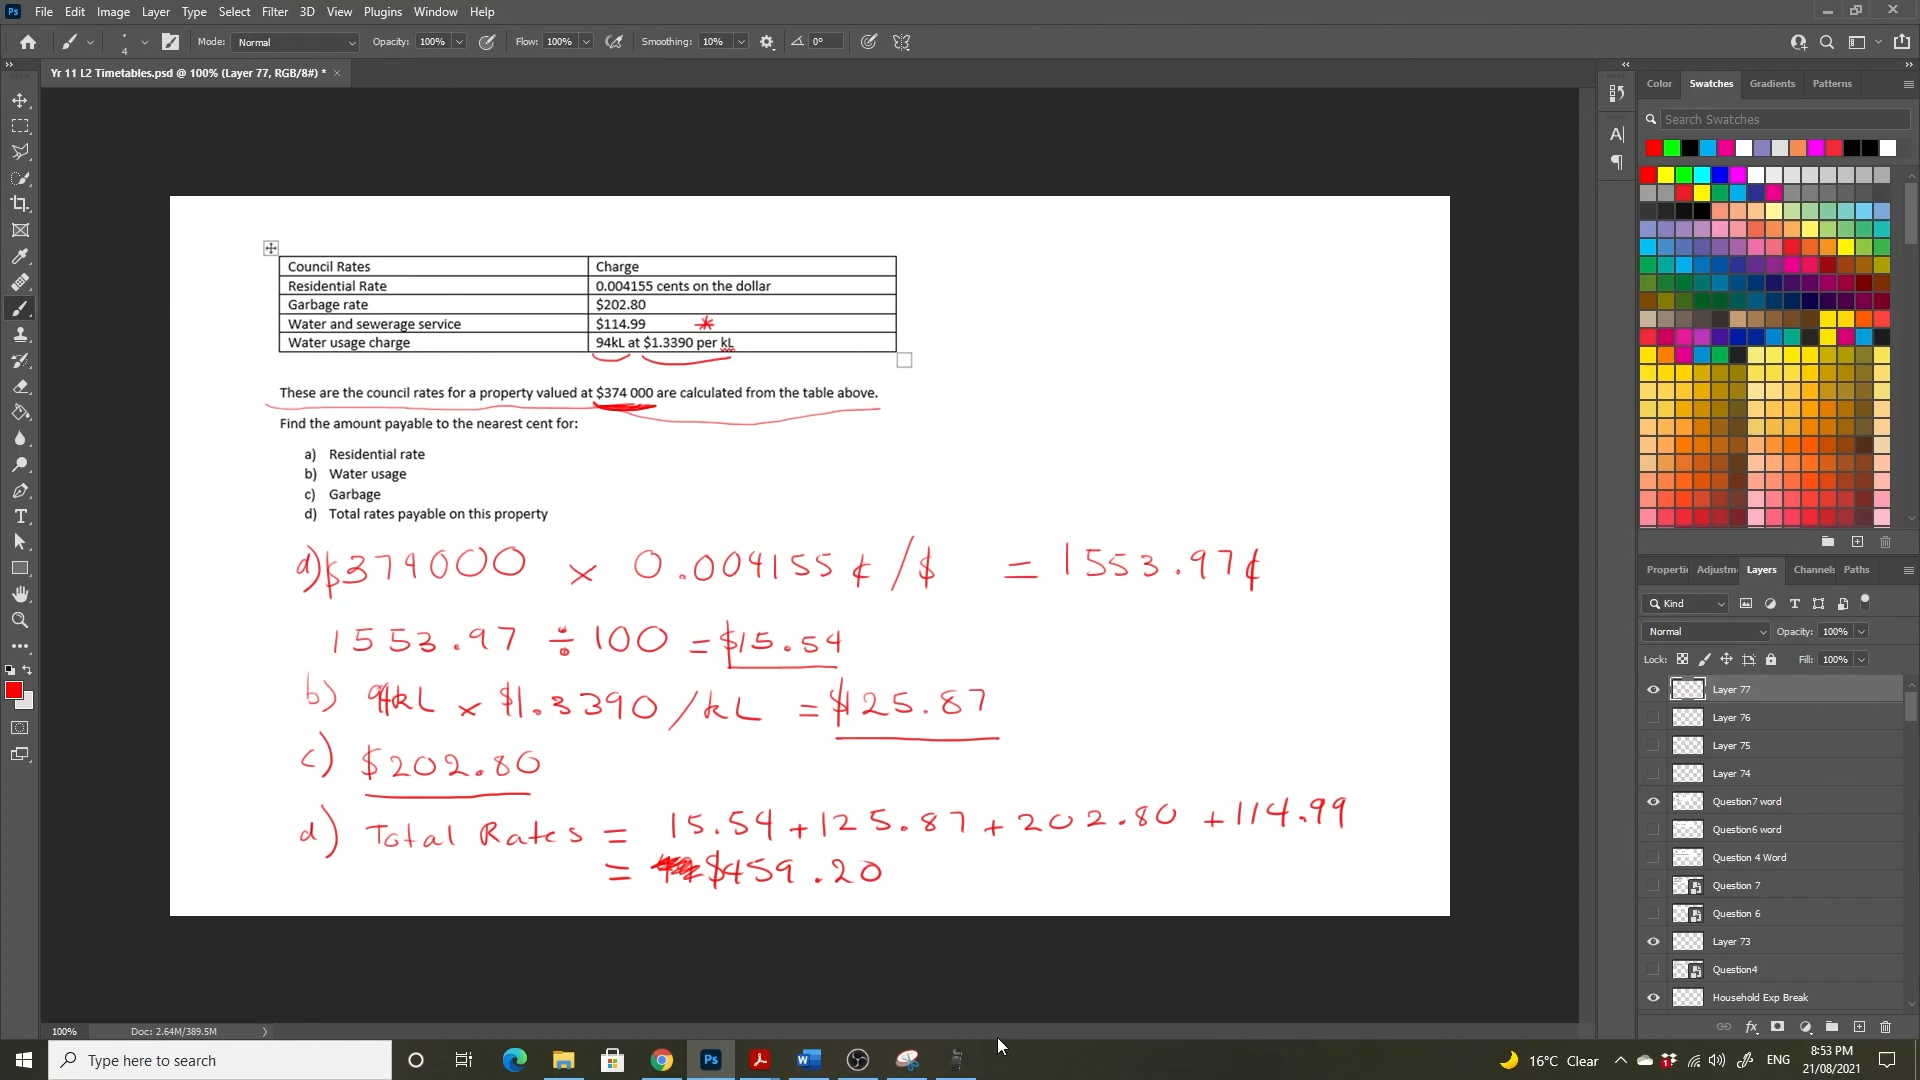 Ps File Edit Image Layer Type Select Filter 3D View Plugins Window Help
4 Mode: Normal Opacity: 100% Flow: 100% Smoothing: 10% 0°
Yr 11 L2 Timetables.psd @ 100% (Layer 77, RGB/8#) * ×
Council Rates Charge
Residential Rate 0.004155 cents on the dollar
Garbage rate $202.80
Water and sewerage service $114.99 *
Water usage charge 94kL at $1.3390 per kL
These are the council rates for a property valued at $374 000 are calculated from the table above.
Find the amount payable to the nearest cent for:
a) Residential rate
b) Water usage
c) Garbage
d) Total rates payable on this property
a) $374000 × 0.004155 ¢ / $ = 1553.97¢
1553.97 ÷ 100 = $15.54
b) 94kL × $1.3390 / kL = $125.87
c) $202.80
d) Total Rates = 15.54 + 125.87 + 202.80 + 114.99
= $459.20
Color Swatches Gradients Patterns
Search Swatches
Properti Adjustm Layers Channels Paths
Kind
Normal Opacity: 100%
Lock: Fill: 100%
Layer 77
Layer 76
Layer 75
Layer 74
Question7 word
Question6 word
Question 4 Word
Question 7
Question 6
Layer 73
Question4
Household Exp Break
100% Doc: 2.64M/389.5M
Type here to search
16°C Clear ENG 8:53 PM
21/08/2021